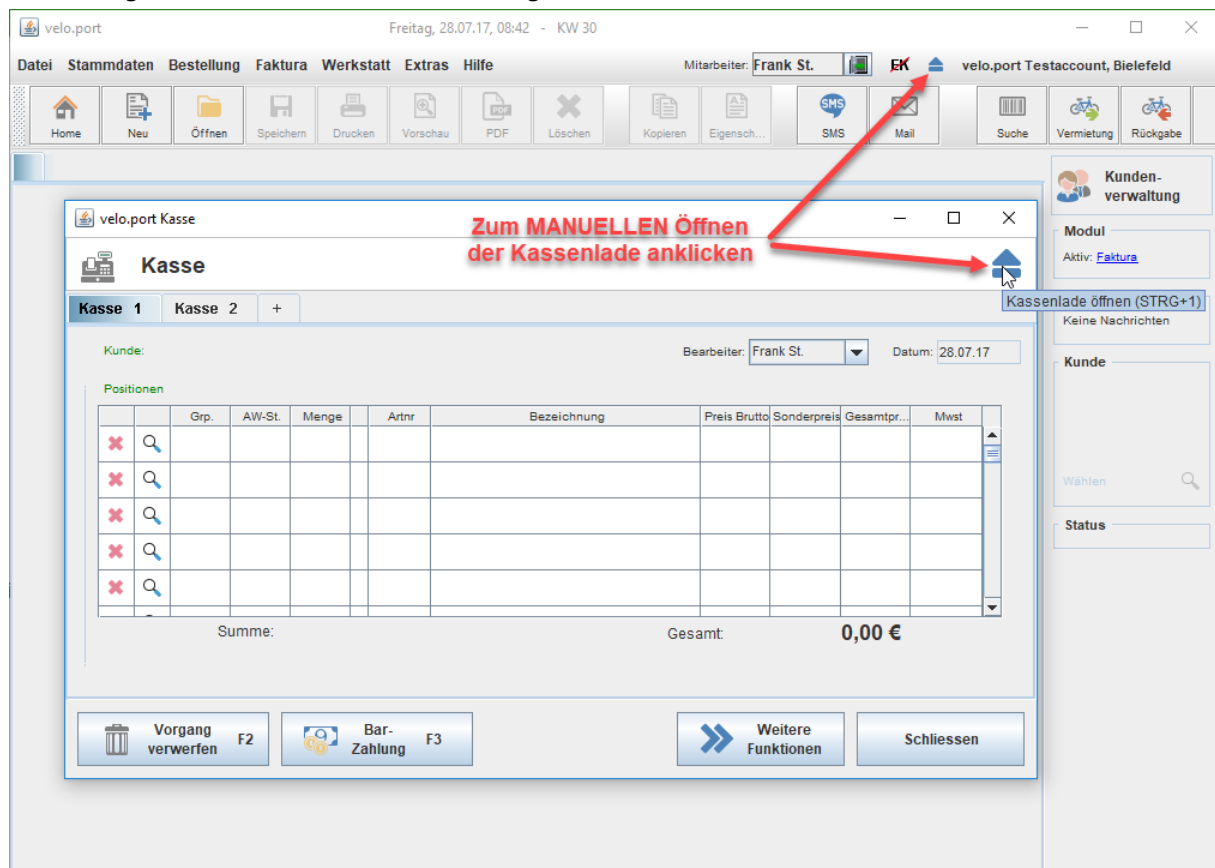 velo.port Freitag, 28.07.17, 08:42 - KW 30
Datei Stammdaten Bestellung Faktura Werkstatt Extras Hilfe Mitarbeiter: Frank St. EK velo.port Testaccount, Bielefeld
Home Neu Öffnen Speichern Drucken Vorschau PDF Löschen Kopieren Eigensch... SMS Mail Suche Vermietung Rückgabe
Kunden-
verwaltung
Modul
Aktiv: Faktura
Keine Nachrichten
Kunde
Wählen
Status
velo.port Kasse
Zum MANUELLEN Öffnen
der Kassenlade anklicken
Kasse
Kassenlade öffnen (STRG+1)
Kasse 1 Kasse 2 +
Kunde: Bearbeiter: Frank St. Datum: 28.07.17
Positionen
Grp. AW-St. Menge Artnr Bezeichnung Preis Brutto Sonderpreis Gesamtpr... Mwst
Summe: Gesamt: 0,00 €
Vorgang
verwerfen F2
Bar-
Zahlung F3
Weitere
Funktionen
Schliessen